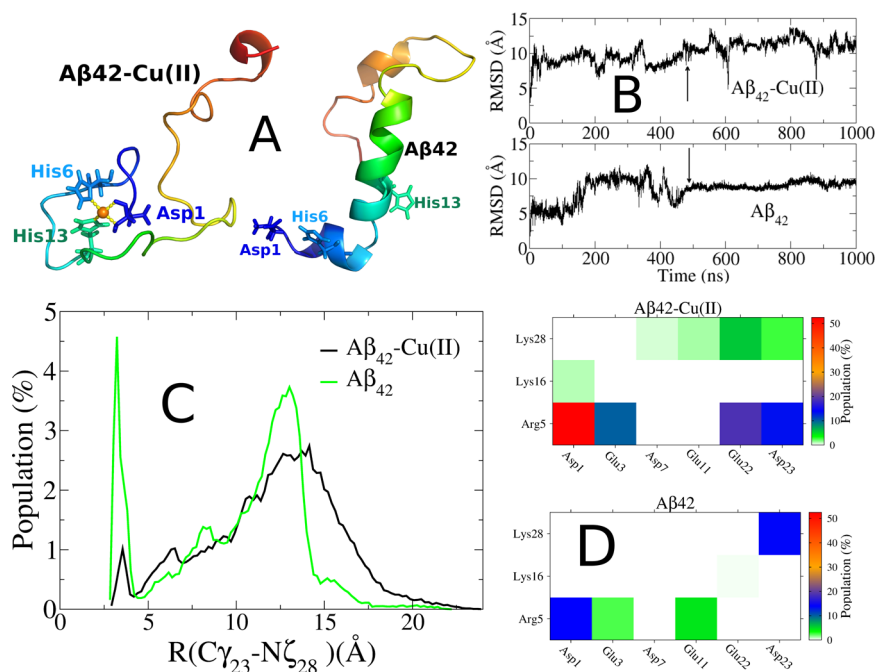 Aβ42-Cu(II)
A
Aβ42
His6
Asp1
His13
His13
His6
Asp1
15
10
5
0
RMSD (Å)
B
Aβ42-Cu(II)
0 200 400 600 800 1000
15
10
5
0
RMSD (Å)
Aβ42
0 200 400 600 800 1000
Time (ns)
5
4
3
2
1
0
Population (%)
C
Aβ42-Cu(II)
Aβ42
0 5 10 15 20
R(Cγ23-Nζ28)(Å)
Aβ42-Cu(II)
Lys28
Lys16
Arg5
Asp1 Glu3 Asp7 Glu11 Glu22 Asp23
50
40
30
20
10
0
Population (%)
Aβ42
D
Lys28
Lys16
Arg5
Asp1 Glu3 Asp7 Glu11 Glu22 Asp23
50
40
30
20
10
0
Population (%)